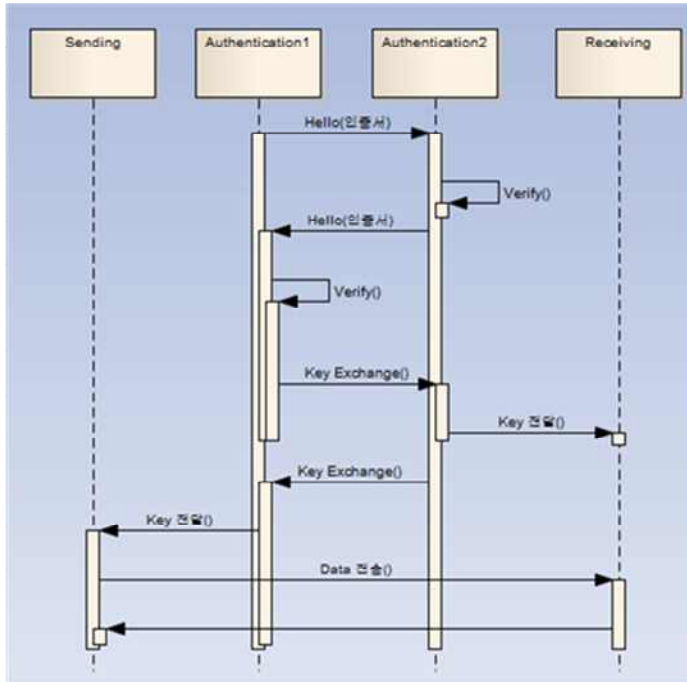 Sending
Authentication1
Authentication2
Receiving
Hello(인증서)
Verify()
Hello(인증서)
Verify()
Key Exchange()
Key 전달()
Key Exchange()
Key 전달()
Data 전송()